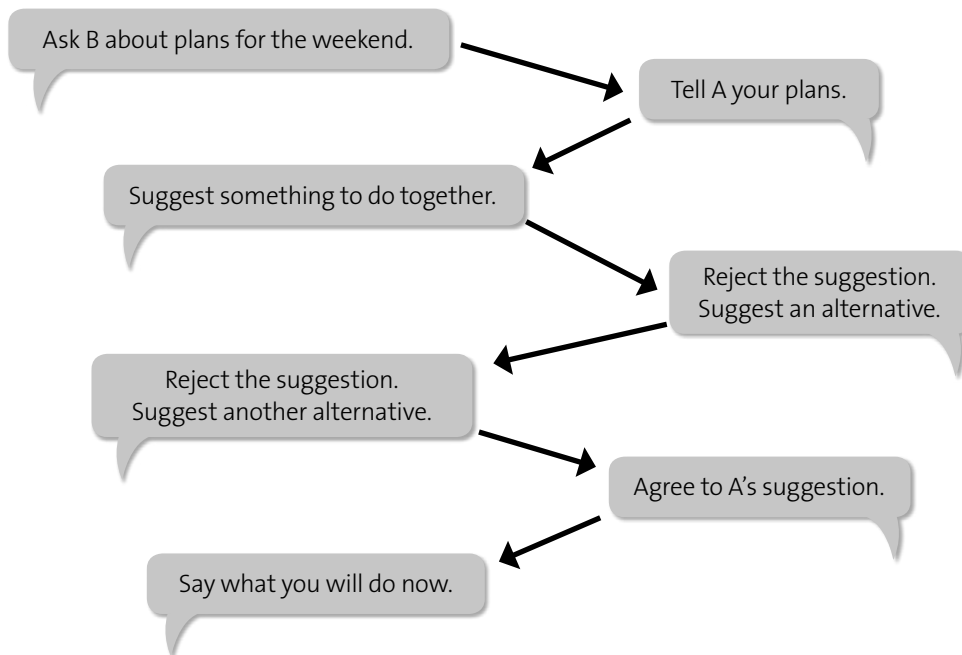 Ask B about plans for the weekend.
Tell A your plans.
Suggest something to do together.
Reject the suggestion.
Suggest an alternative.
Reject the suggestion.
Suggest another alternative.
Agree to A’s suggestion.
Say what you will do now.